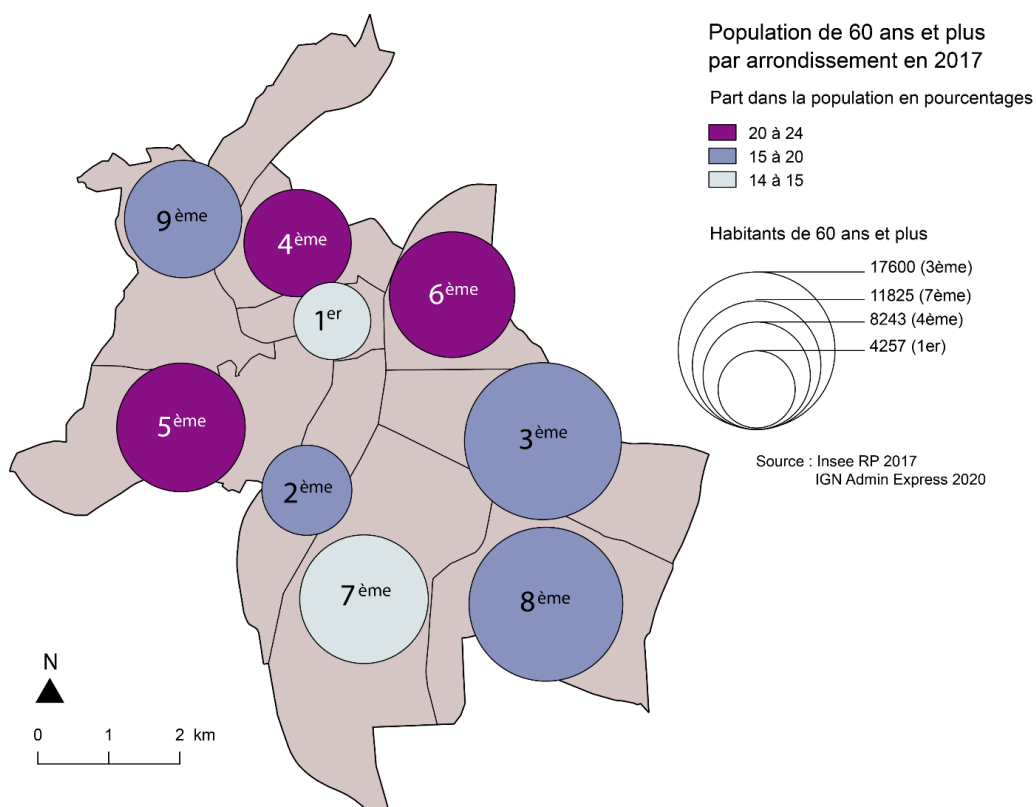 Population de 60 ans et plus
par arrondissement en 2017
Part dans la population en pourcentages
20 à 24
15 à 20
14 à 15
Habitants de 60 ans et plus
17600 (3ème)
11825 (7ème)
8243 (4ème)
4257 (1er)
Source : Insee RP 2017
IGN Admin Express 2020
9ème
4ème
6ème
1er
5ème
3ème
2ème
7ème
8ème
N
0 1 2 km